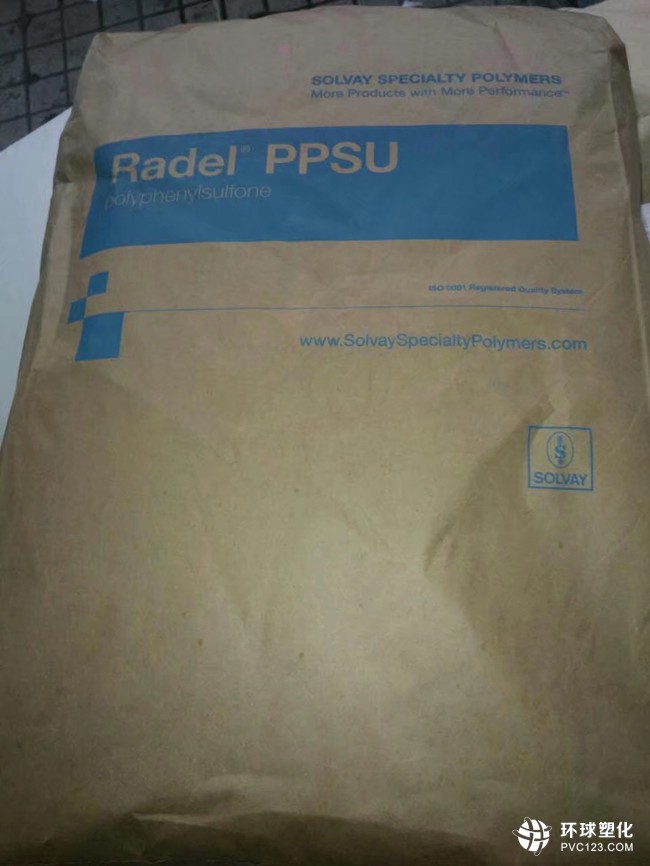 SOLVAY SPECIALTY POLYMERS
More Products with More Performance™
Radel® PPSU
polyphenylsulfone
ISO 9001 Registered Quality System
www.SolvaySpecialtyPolymers.com
SOLVAY
环球塑化
PVC123.COM